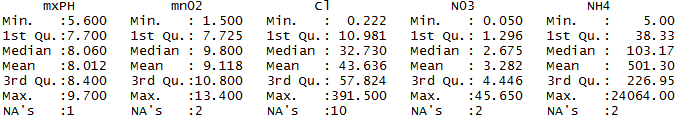 mxPH            mnO2              Cl               NO3              NH4
Min.   :5.600   Min.   : 1.500   Min.   :  0.222   Min.   : 0.050   Min.   :    5.00
1st Qu.:7.700   1st Qu.: 7.725   1st Qu.: 10.981   1st Qu.: 1.296   1st Qu.:   38.33
Median :8.060   Median : 9.800   Median : 32.730   Median : 2.675   Median :  103.17
Mean   :8.012   Mean   : 9.118   Mean   : 43.636   Mean   : 3.282   Mean   :  501.30
3rd Qu.:8.400   3rd Qu.:10.800   3rd Qu.: 57.824   3rd Qu.: 4.446   3rd Qu.:  226.95
Max.   :9.700   Max.   :13.400   Max.   :391.500   Max.   :45.650   Max.   :24064.00
NA's   :1       NA's   :2        NA's   :10        NA's   :2        NA's   :2